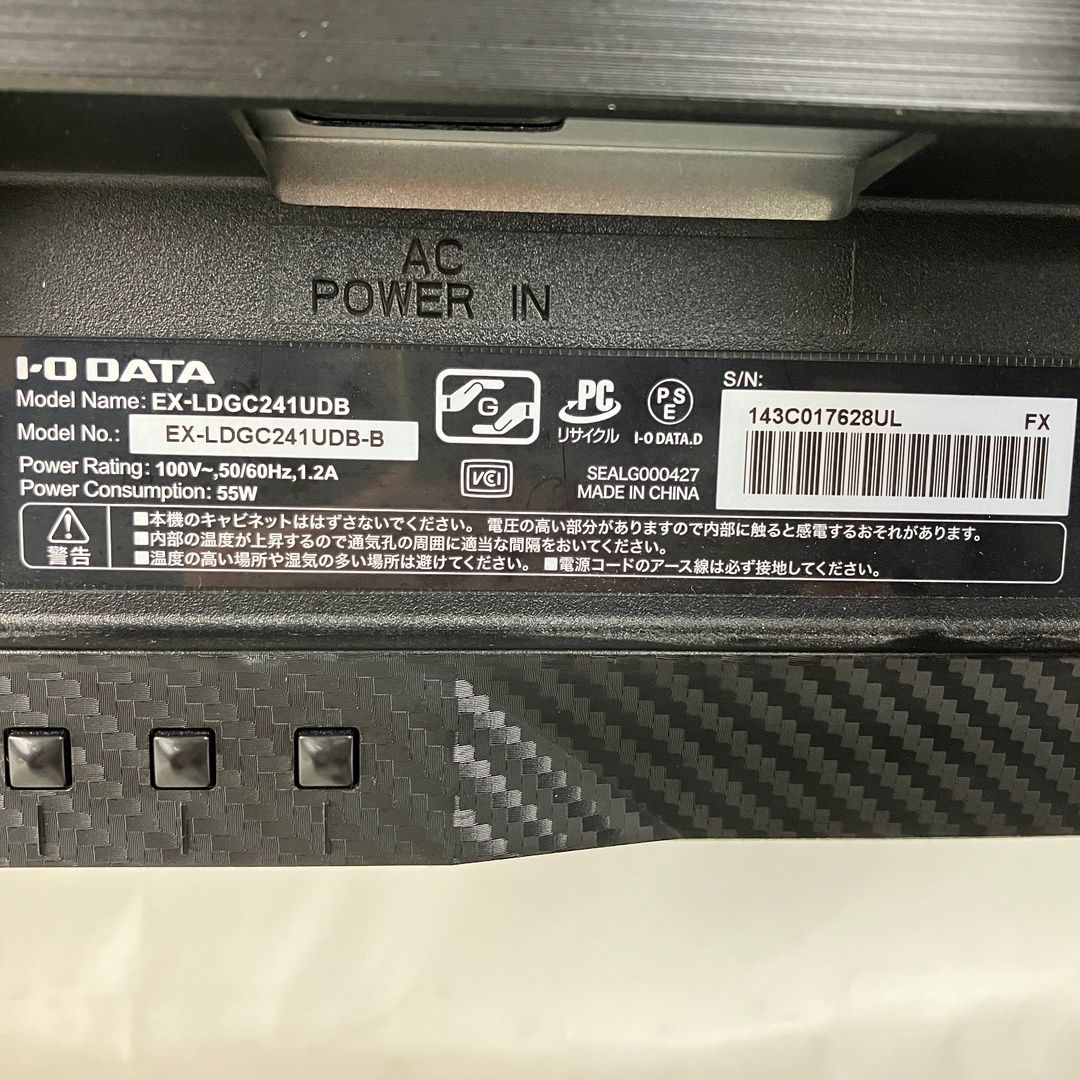 AC
POWER IN
I-O DATA
Model Name: EX-LDGC241UDB
Model No.: EX-LDGC241UDB-B
Power Rating: 100V~,50/60Hz,1.2A
Power Consumption: 55W
G
PC
リサイクル
PS
E
I-O DATA.D
VCI
SEALG000427
MADE IN CHINA
S/N:
143C017628UL FX
警告
■本機のキャビネットははずさないでください。 電圧の高い部分がありますので内部に触ると感電するおそれがあります。
■内部の温度が上昇するので通気孔の周囲に適当な間隔をおいてください。
■温度の高い場所や湿気の多い場所は避けてください。 ■電源コードのアース線は必ず接地してください。